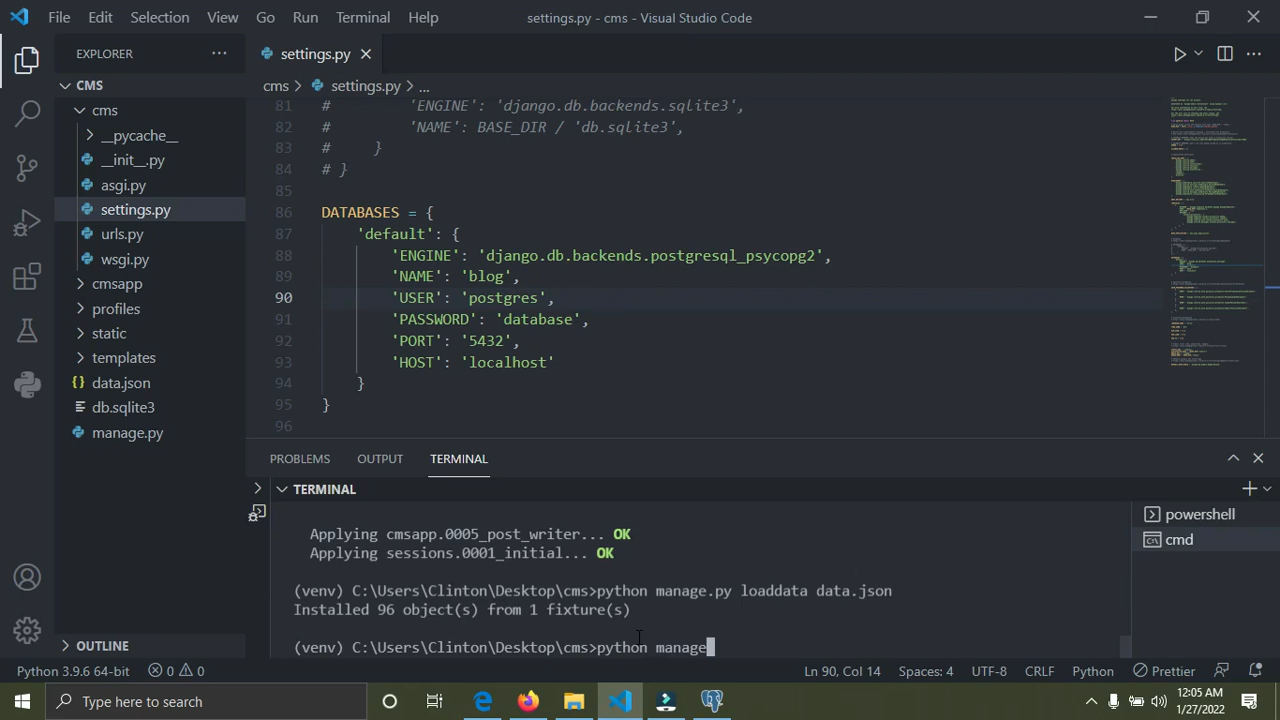 File Edit Selection View Go Run Terminal Help settings.py - cms - Visual Studio Code
EXPLORER ...
settings.py
CMS
cms > settings.py > ...
cms
__pycache__
__init__.py
asgi.py
settings.py
urls.py
wsgi.py
cmsapp
profiles
static
templates
data.json
db.sqlite3
manage.py
OUTLINE
81 # 'ENGINE': 'django.db.backends.sqlite3',
82 # 'NAME': BASE_DIR / 'db.sqlite3',
83 # }
84 # }
85
86 DATABASES = {
87 'default': {
88 'ENGINE': 'django.db.backends.postgresql_psycopg2',
89 'NAME': 'blog',
90 'USER': 'postgres',
91 'PASSWORD': 'database',
92 'PORT': '5432',
93 'HOST': 'localhost'
94 }
95 }
96
PROBLEMS OUTPUT TERMINAL
TERMINAL
Applying cmsapp.0005_post_writer... OK
Applying sessions.0001_initial... OK
(venv) C:\Users\Clinton\Desktop\cms>python manage.py loaddata data.json
Installed 96 object(s) from 1 fixture(s)
(venv) C:\Users\Clinton\Desktop\cms>python manage
powershell
cmd
Python 3.9.6 64-bit 0 0 Ln 90, Col 14 Spaces: 4 UTF-8 CRLF Python Prettier
Type here to search
12:05 AM
1/27/2022